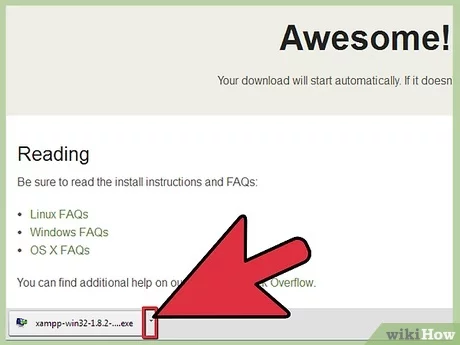 Awesome!
Your download will start automatically. If it doesn
Reading
Be sure to read the install instructions and FAQs:
Linux FAQs
Windows FAQs
OS X FAQs
You can find additional help on ou Overflow.
xampp-win32-1.8.2-....exe
wikiHow